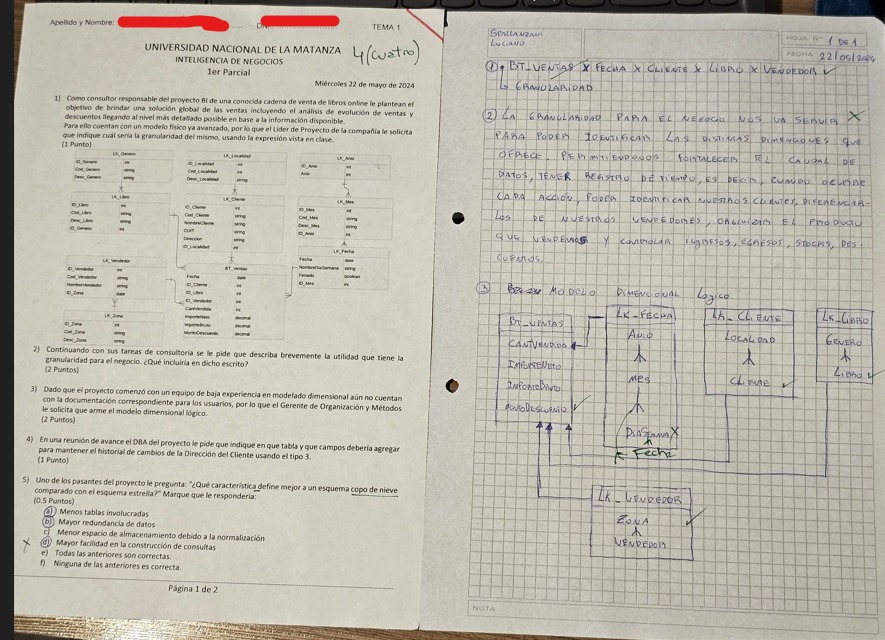 Apellido y Nombre:
TEMA 1
UNIVERSIDAD NACIONAL DE LA MATANZA
4 (cuatro)
INTELIGENCIA DE NEGOCIOS
1er Parcial
Miércoles 22 de mayo de 2024
1) Como consultor responsable del proyecto BI de una conocida cadena de venta de libros online le plantean el
objetivo de brindar una solución global de las ventas incluyendo el análisis de evolución de ventas y
descuentos llegando al nivel más detallado posible en base a la información disponible.
Para ello cuentan con un modelo físico ya avanzado, por lo que el Lider de Proyecto de la compañía le solicita
que indique cuál sería la granularidad del mismo, usando la expresión vista en clase.
(1 Punto)
LK_Genero
ID_Genero int
Cod_Genero string
Desc_Genero string
LK_Localidad
ID_Localidad int
Cod_Localidad string
Desc_Localidad string
LK_Anio
ID_Anio int
Anio int
LK_Libro
ID_Libro int
Cod_Libro string
Desc_Libro string
ID_Genero int
LK_Cliente
ID_Cliente int
Cod_Cliente string
NombreCliente string
CUIT string
Direccion string
ID_Localidad int
LK_Mes
ID_Mes int
Cod_Mes string
Desc_Mes string
ID_Anio int
LK_Fecha
Fecha date
NombreDiaSemana string
Feriado boolean
ID_Mes int
LK_Vendedor
ID_Vendedor int
Cod_Vendedor string
NombreVendedor string
ID_Zona date
BT_Ventas
Fecha date
ID_Cliente int
ID_Libro int
ID_Vendedor int
CantVendida int
ImporteNeto decimal
ImporteBruto decimal
MontoDescuento decimal
LK_Zona
ID_Zona int
Cod_Zona string
Desc_Zona string
2) Continuando con sus tareas de consultoría se le pide que describa brevemente la utilidad que tiene la
granularidad para el negocio. ¿Qué incluiría en dicho escrito?
(2 Puntos)
3) Dado que el proyecto comenzó con un equipo de baja experiencia en modelado dimensional aún no cuentan
con la documentación correspondiente para los usuarios, por lo que el Gerente de Organización y Métodos
le solicita que arme el modelo dimensional lógico.
(2 Puntos)
4) En una reunión de avance el DBA del proyecto le pide que indique en que tabla y que campos debería agregar
para mantener el historial de cambios de la Dirección del Cliente usando el tipo 3.
(1 Punto)
5) Uno de los pasantes del proyecto le pregunta: "¿Qué característica define mejor a un esquema copo de nieve
comparado con el esquema estrella?" Marque que le respondería:
(0.5 Puntos)
a) Menos tablas involucradas
b) Mayor redundancia de datos
c) Menor espacio de almacenamiento debido a la normalización
d) Mayor facilidad en la construcción de consultas
e) Todas las anteriores son correctas.
f) Ninguna de las anteriores es correcta.
Página 1 de 2
SPALLANZANI
LUCIANO
HOJA N° 1 DE 1
FECHA 22/05/2024
① BT_VENTAS X FECHA X CLIENTE X LIBRO X VENDEDOR
GRANULARIDAD
② LA GRANULARIDAD PARA EL NEGOCIO NOS VA SERVIR
PARA PODER IDENTIFICAR LAS DISTINTAS DIMENSIONES QUE
OFRECE, PERMITIENDONOS FORTALECER EL CAUDAL DE
DATOS, TENER REGISTRO DE TIEMPO, ES DECIR, CUANDO OCURRE
CADA ACCIÓN, PODER IDENTIFICAR NUESTROS CLIENTES, DIFERENCIAR-
LOS DE NUESTROS VENDEDORES, ORGANIZAR EL PRODUCTO
QUE VENDEMOS Y CONTROLAR INGRESOS, EGRESOS, STOCKS, DES-
CUENTOS.
③ MODELO DIMENCIONAL Logico
BT_VENTAS
CANTVENDIDA
IMPORTENETO
IMPORTEBRUTO
MONTODESCUENTO
LK_FECHA
AÑIO
MES
DIASEMANA X
Fecha
LK_CLIENTE
LOCALIDAD
CLIENTE
LK_LIBRO
GENERO
LIBRO
LK_VENDEDOR
ZONA
VENDEDOR
NOTA